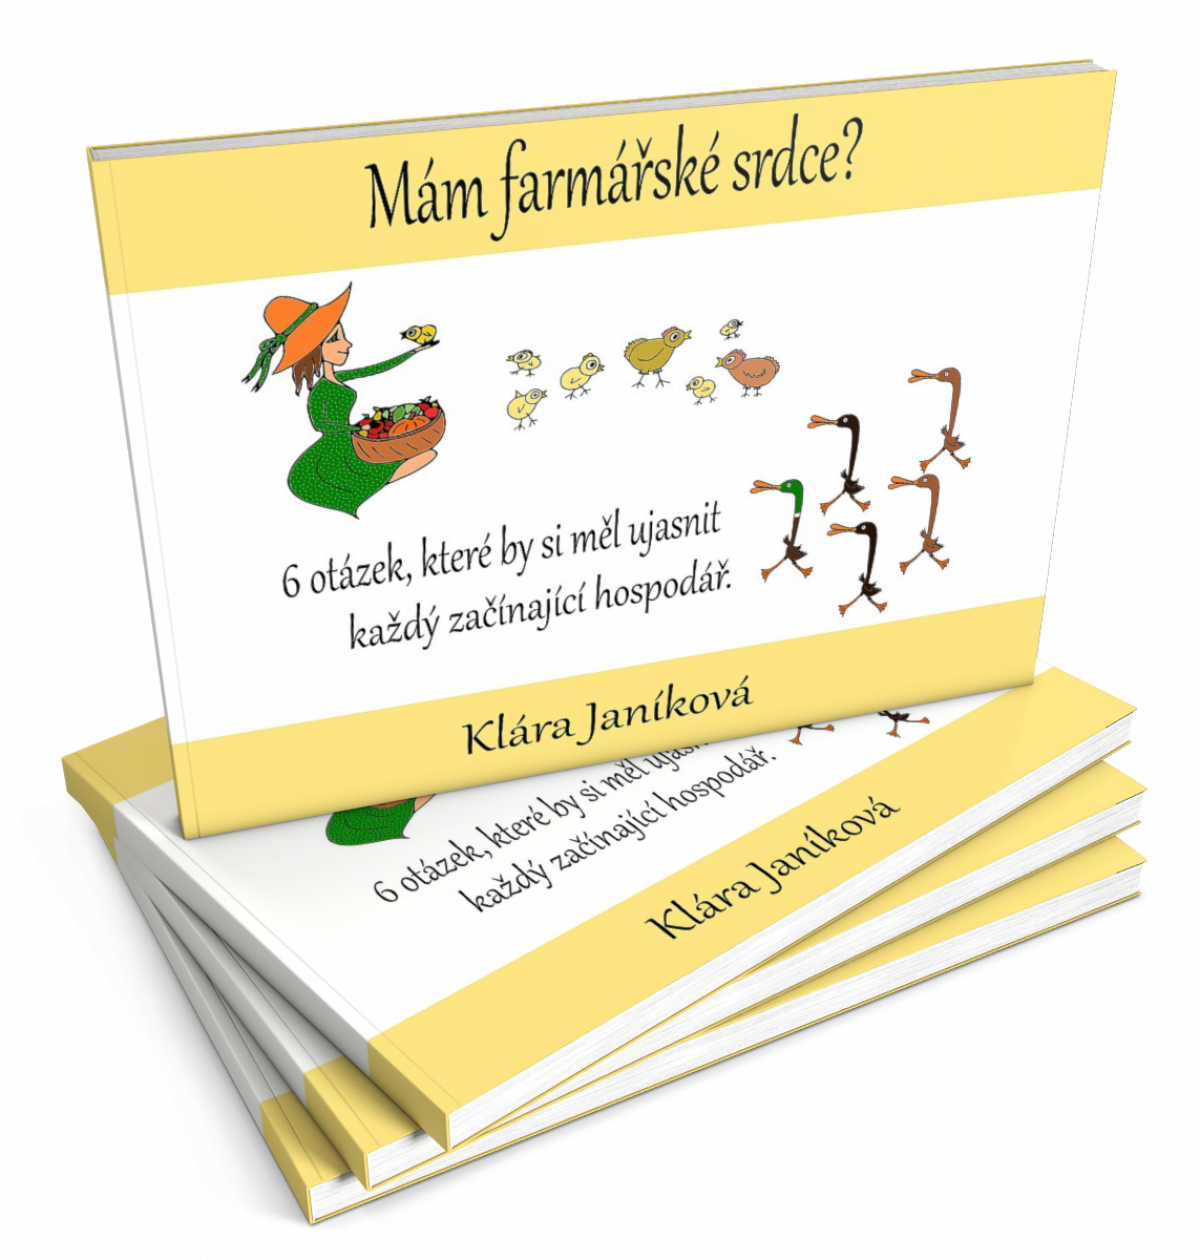 Mám farmářské srdce?
6 otázek, které by si měl ujasnit
každý začínající hospodář.
Klára Janíková
6 otázek, které by si měl
každý začínající hospodář.
Klára Janíková